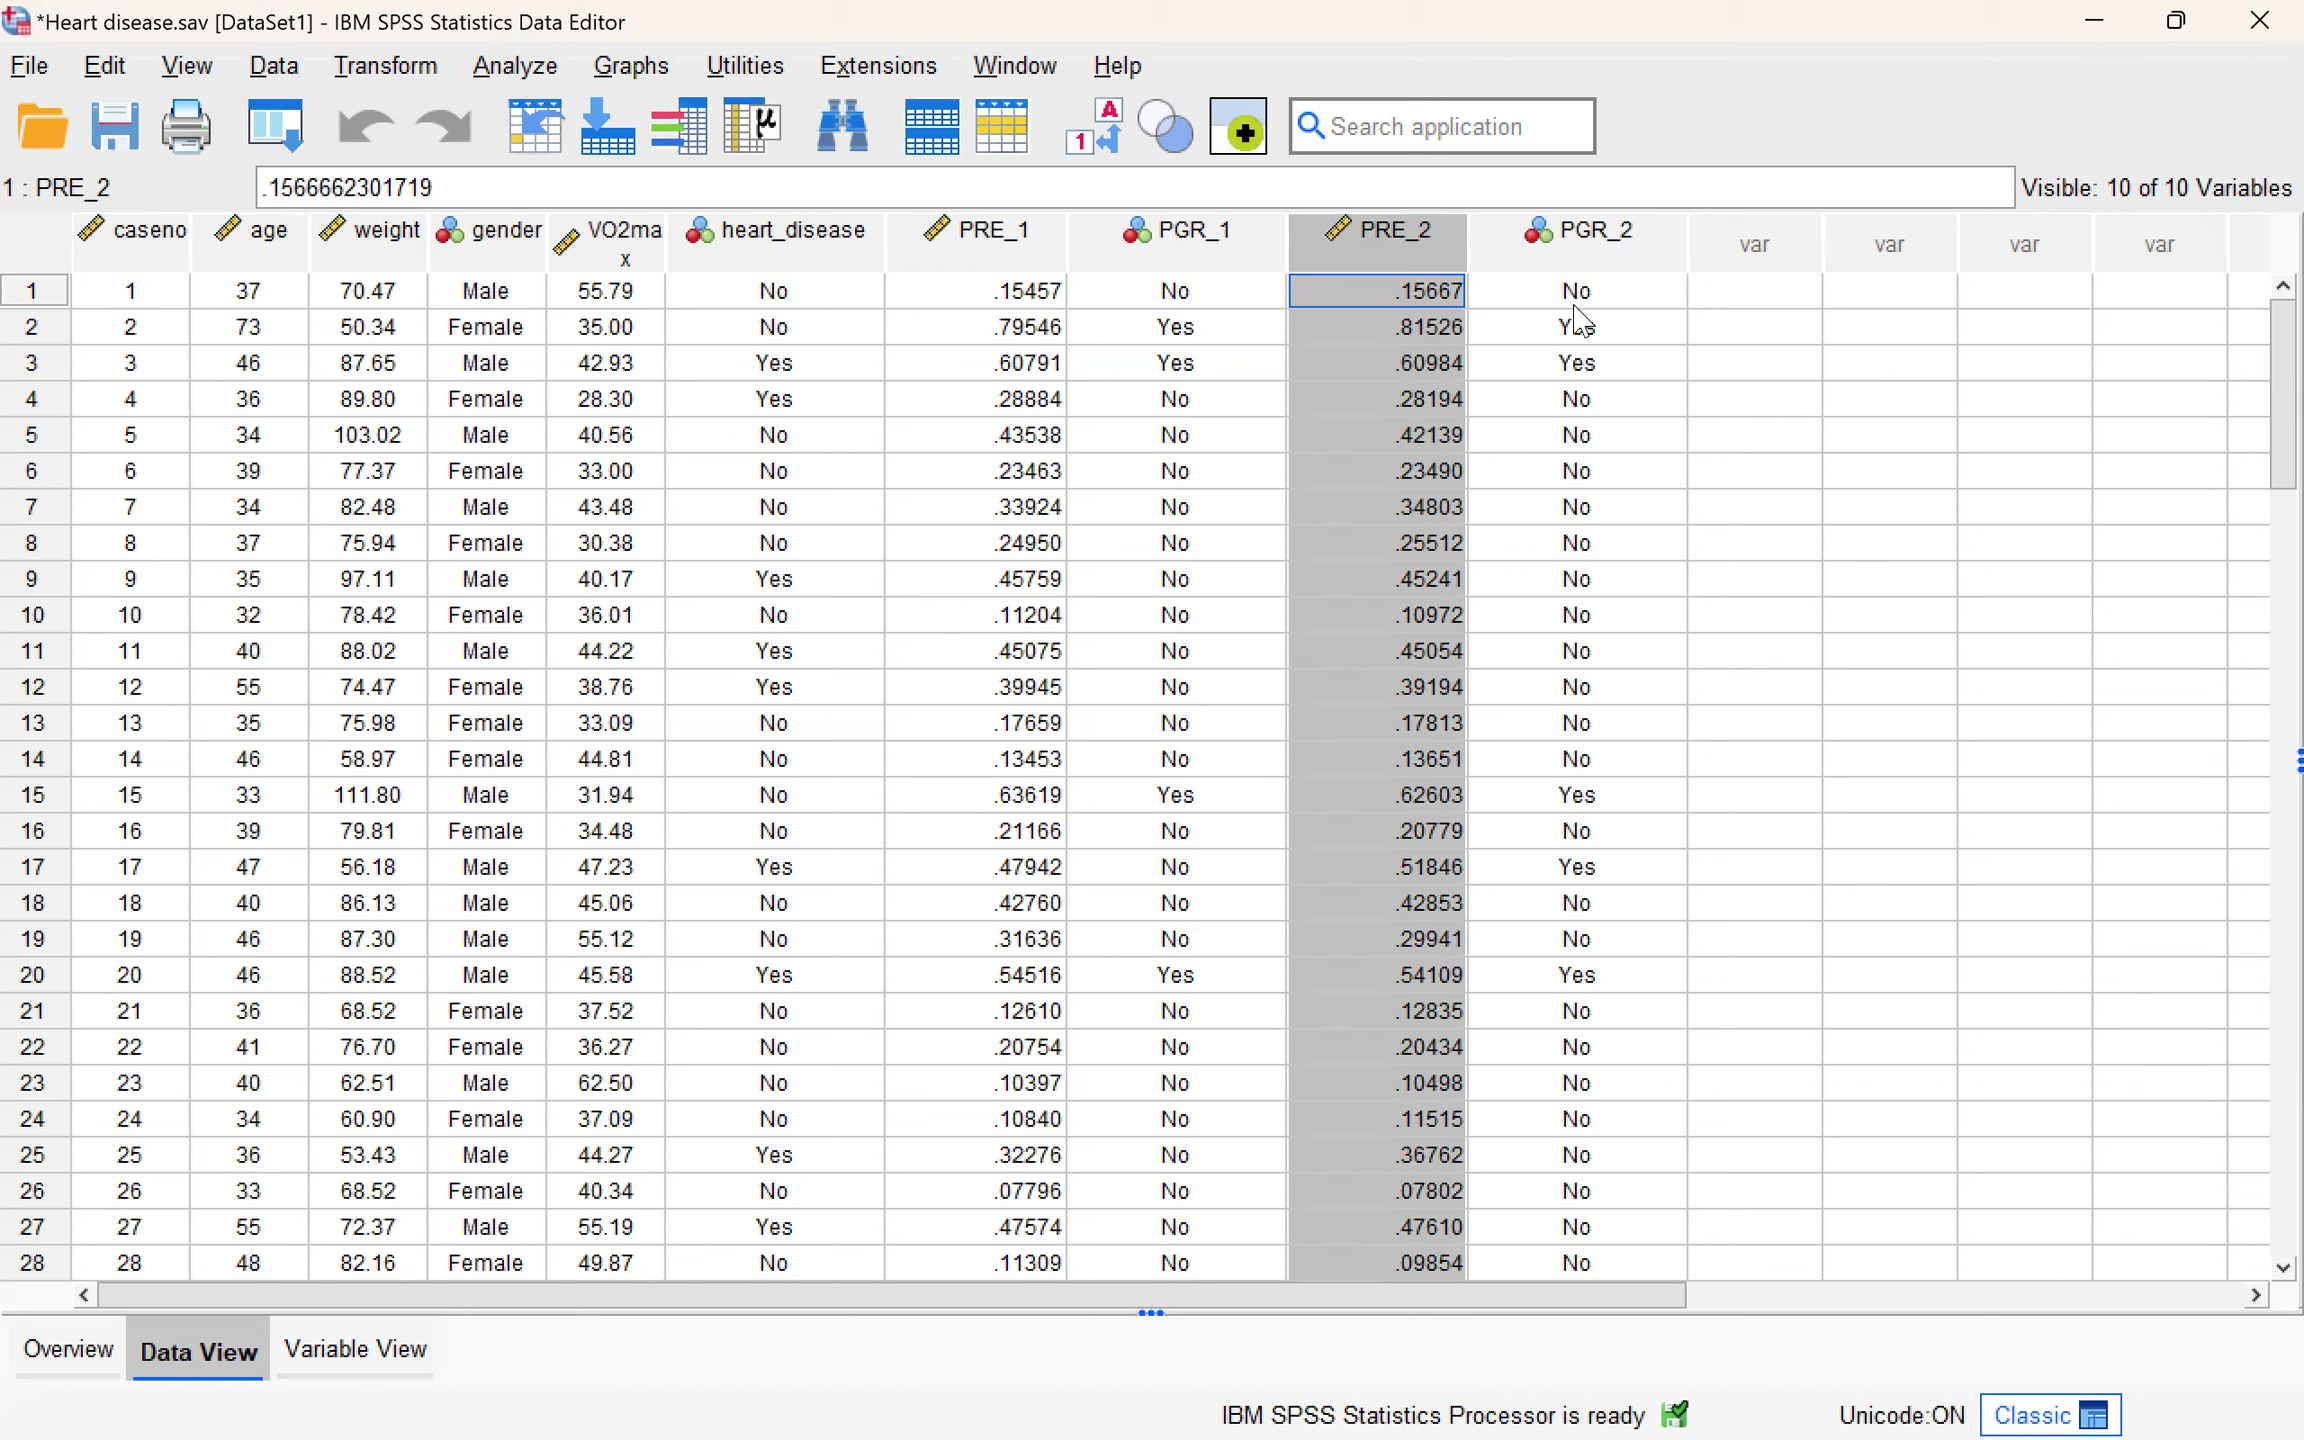 *Heart disease.sav [DataSet1] - IBM SPSS Statistics Data Editor
File Edit View Data Transform Analyze Graphs Utilities Extensions Window Help
Search application
1 : PRE_2 .1566662301719 Visible: 10 of 10 Variables
caseno age weight gender VO2ma heart_disease PRE_1 PGR_1 PRE_2 PGR_2 var var var var
x
1 1 37 70.47 Male 55.79 No .15457 No .15667 No
2 2 73 50.34 Female 35.00 No .79546 Yes .81526 Yes
3 3 46 87.65 Male 42.93 Yes .60791 Yes .60984 Yes
4 4 36 89.80 Female 28.30 Yes .28884 No .28194 No
5 5 34 103.02 Male 40.56 No .43538 No .42139 No
6 6 39 77.37 Female 33.00 No .23463 No .23490 No
7 7 34 82.48 Male 43.48 No .33924 No .34803 No
8 8 37 75.94 Female 30.38 No .24950 No .25512 No
9 9 35 97.11 Male 40.17 Yes .45759 No .45241 No
10 10 32 78.42 Female 36.01 No .11204 No .10972 No
11 11 40 88.02 Male 44.22 Yes .45075 No .45054 No
12 12 55 74.47 Female 38.76 Yes .39945 No .39194 No
13 13 35 75.98 Female 33.09 No .17659 No .17813 No
14 14 46 58.97 Female 44.81 No .13453 No .13651 No
15 15 33 111.80 Male 31.94 No .63619 Yes .62603 Yes
16 16 39 79.81 Female 34.48 No .21166 No .20779 No
17 17 47 56.18 Male 47.23 Yes .47942 No .51846 Yes
18 18 40 86.13 Male 45.06 No .42760 No .42853 No
19 19 46 87.30 Male 55.12 No .31636 No .29941 No
20 20 46 88.52 Male 45.58 Yes .54516 Yes .54109 Yes
21 21 36 68.52 Female 37.52 No .12610 No .12835 No
22 22 41 76.70 Female 36.27 No .20754 No .20434 No
23 23 40 62.51 Male 62.50 No .10397 No .10498 No
24 24 34 60.90 Female 37.09 No .10840 No .11515 No
25 25 36 53.43 Male 44.27 Yes .32276 No .36762 No
26 26 33 68.52 Female 40.34 No .07796 No .07802 No
27 27 55 72.37 Male 55.19 Yes .47574 No .47610 No
28 28 48 82.16 Female 49.87 No .11309 No .09854 No
Overview Data View Variable View
IBM SPSS Statistics Processor is ready Unicode:ON Classic